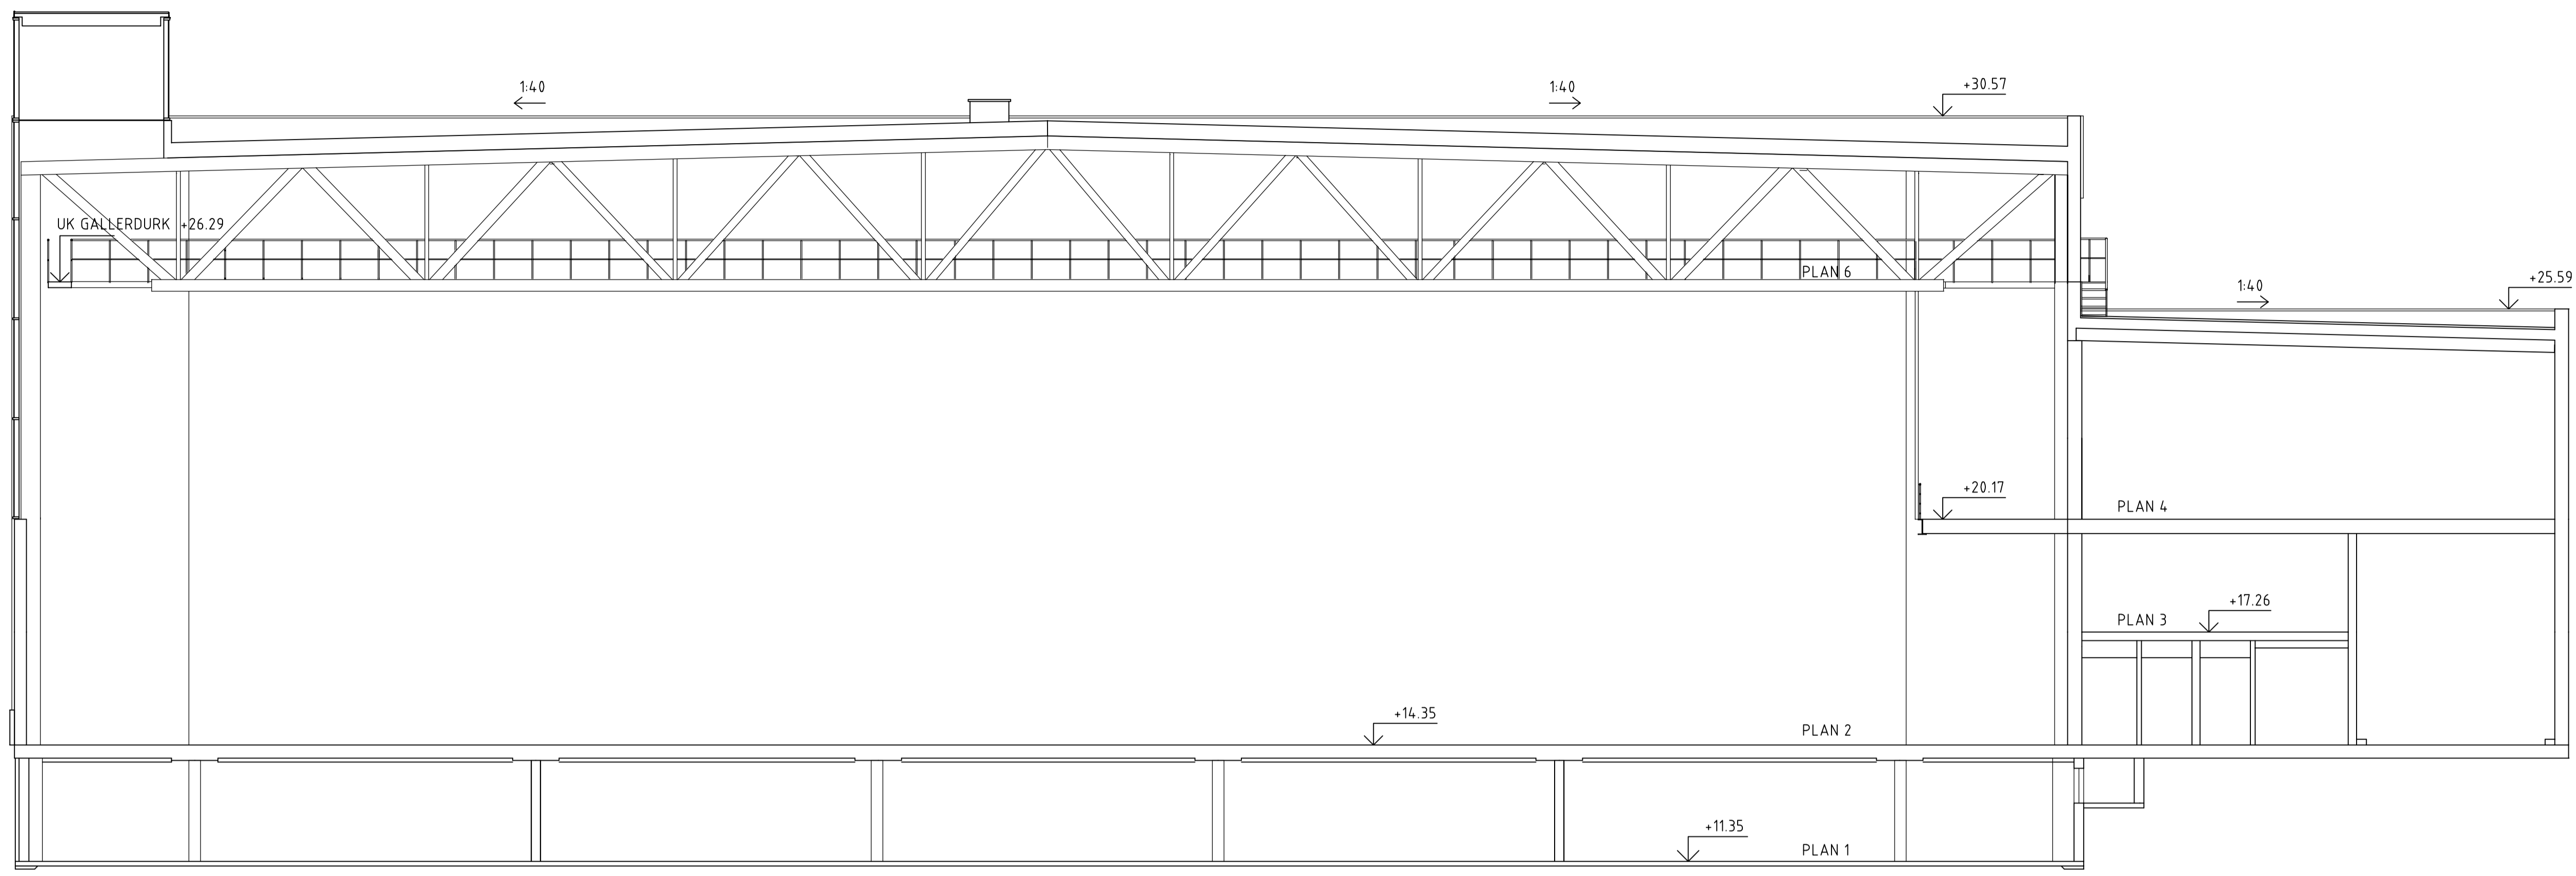 1:40
1:40
+30.57
UK GALLERDURK +26.29
PLAN 6
1:40
+25.59
+20.17
PLAN 4
+17.26
PLAN 3
+14.35
PLAN 2
+11.35
PLAN 1